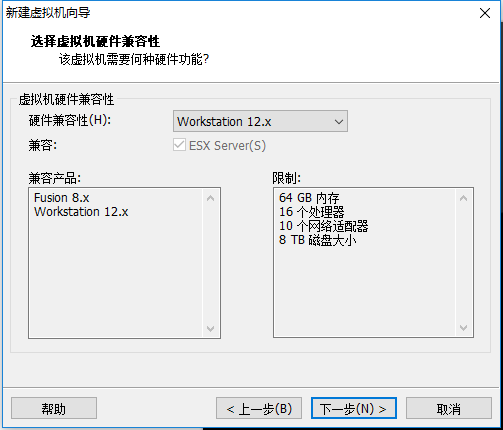 新建虚拟机向导
选择虚拟机硬件兼容性
该虚拟机需要何种硬件功能?
虚拟机硬件兼容性
硬件兼容性(H):
Workstation 12.x
兼容:
ESX Server(S)
兼容产品:
Fusion 8.x
Workstation 12.x
限制:
64 GB 内存
16 个处理器
10 个网络适配器
8 TB 磁盘大小
帮助
< 上一步(B)
下一步(N) >
取消